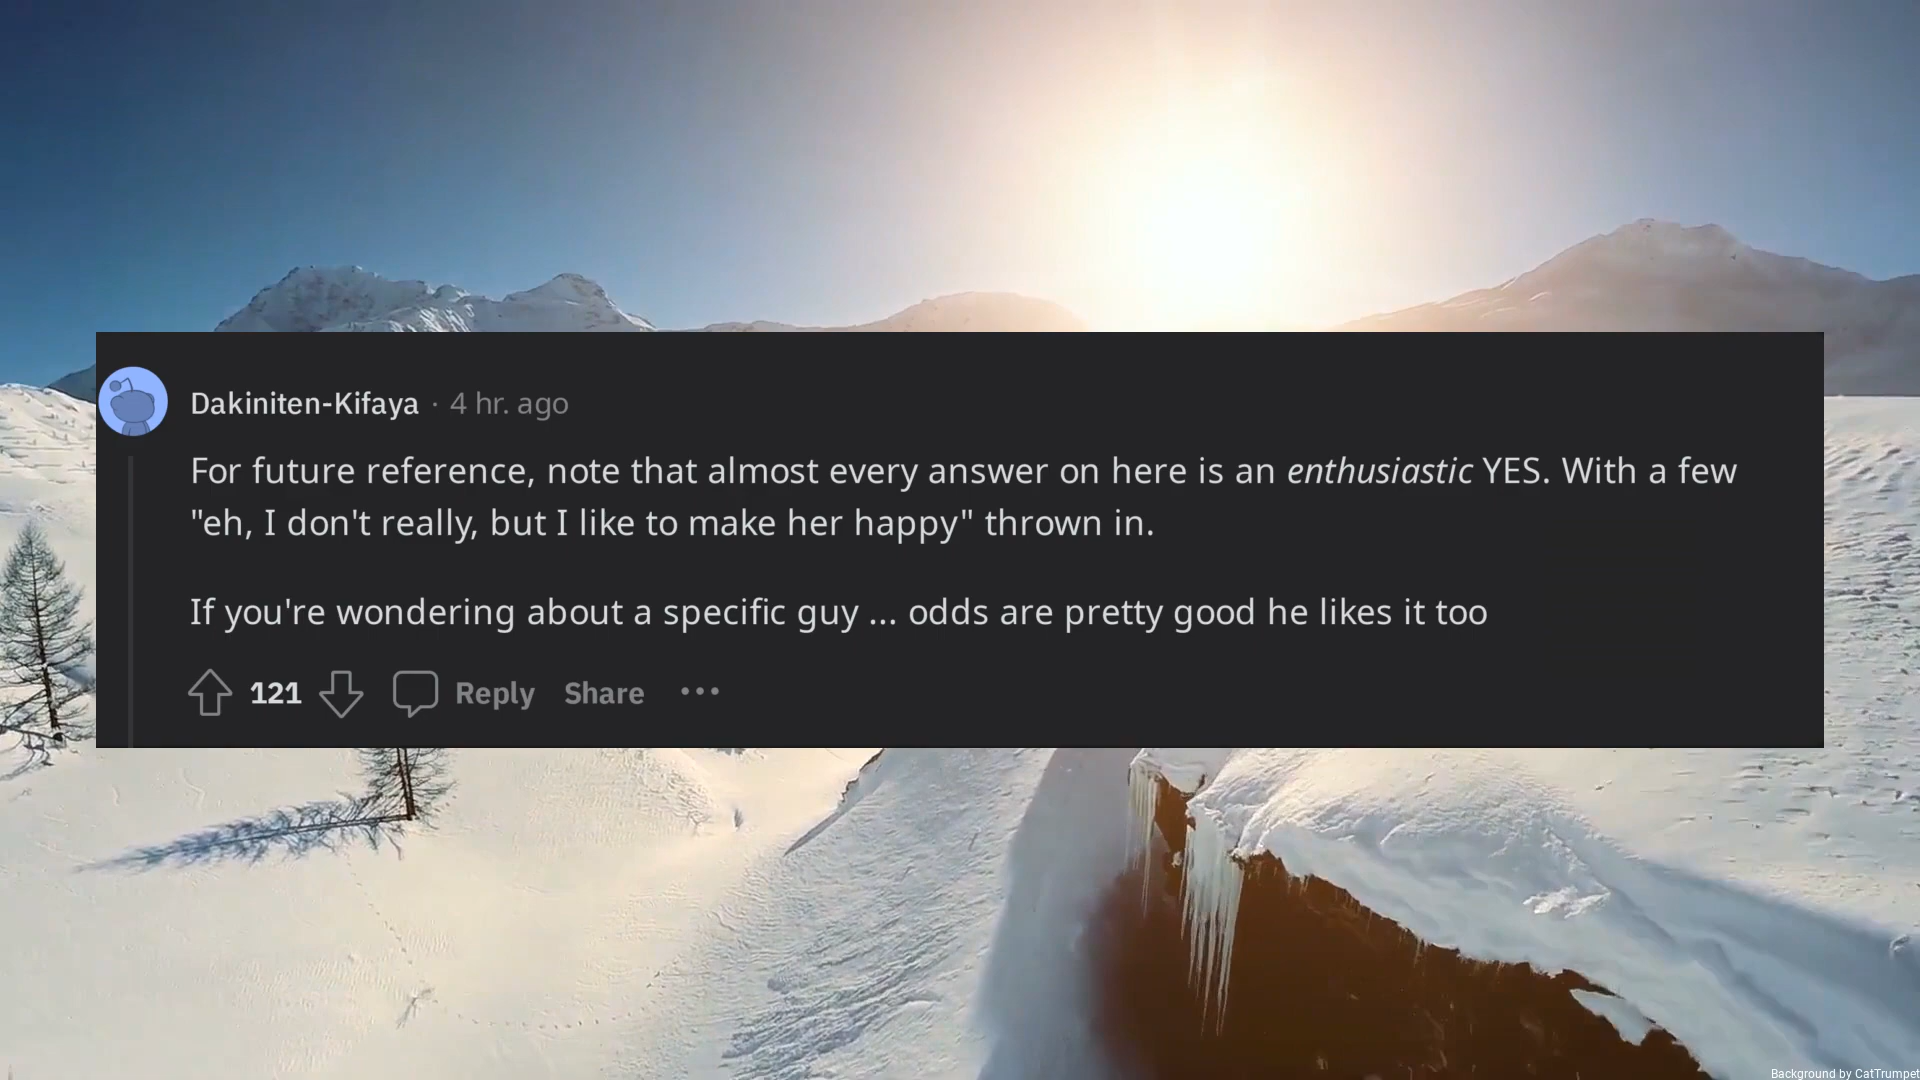 Dakiniten-Kifaya · 4 hr. ago
For future reference, note that almost every answer on here is an enthusiastic YES. With a few
"eh, I don't really, but I like to make her happy" thrown in.
If you're wondering about a specific guy ... odds are pretty good he likes it too
121 Reply Share ...
Background by CatTrumpet